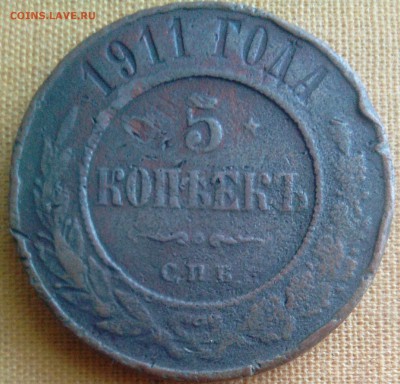 COINS.LAVE.RU
1911 ГОДА
5
КОПѢЕКЪ
С.П.Б.